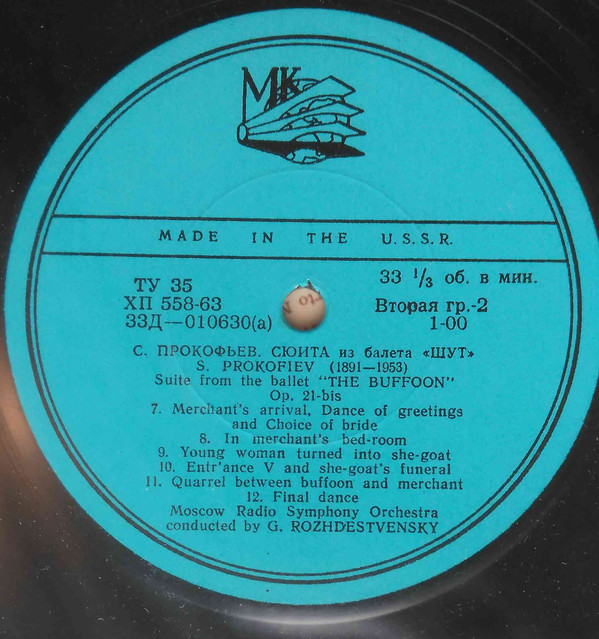 МК
MADE IN THE U.S.S.R.
ТУ 35
ХП 558-63
33Д—010630(а)
33 1/3 об. в мин.
Вторая гр.-2
1-00
С. ПРОКОФЬЕВ. СЮИТА из балета «ШУТ»
S. PROKOFIEV (1891—1953)
Suite from the ballet "THE BUFFOON"
Op. 21-bis
7. Merchant's arrival, Dance of greetings
and Choice of bride
8. In merchant's bed-room
9. Young woman turned into she-goat
10. Entr'ance V and she-goat's funeral
11. Quarrel between buffoon and merchant
12. Final dance
Moscow Radio Symphony Orchestra
conducted by G. ROZHDESTVENSKY